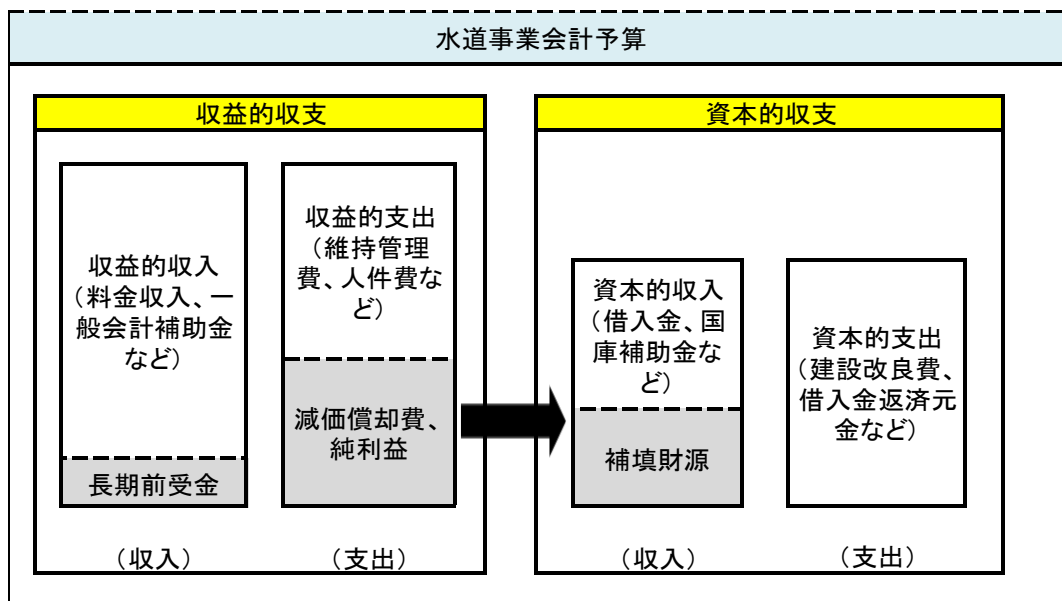 水道事業会計予算
収益的収支
収益的収入
（料金収入、一
般会計補助金
など）
長期前受金
（収入）
収益的支出
（維持管理
費、人件費な
ど）
減価償却費、
純利益
（支出）
資本的収支
資本的収入
（借入金、国
庫補助金な
ど）
補填財源
（収入）
資本的支出
（建設改良費、
借入金返済元
金など）
（支出）